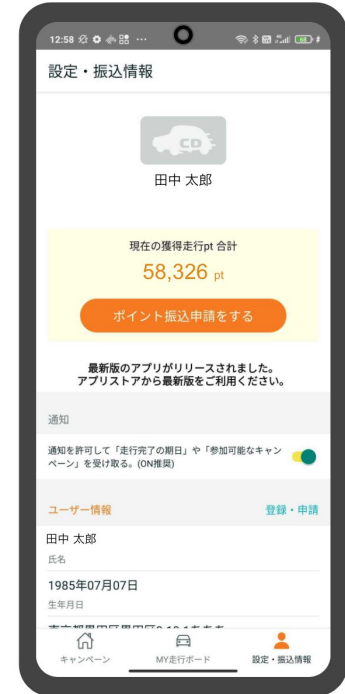 12:58
設定・振込情報
CD
田中 太郎
現在の獲得走行pt 合計
58,326 pt
ポイント振込申請をする
最新版のアプリがリリースされました。
アプリストアから最新版をご利用ください。
通知
通知を許可して「走行完了の期日」や「参加可能なキャン
ペーン」を受け取る。(ON推奨)
ユーザー情報 登録・申請
田中 太郎
氏名
1985年07月07日
生年月日
キャンペーン MY走行ボード 設定・振込情報